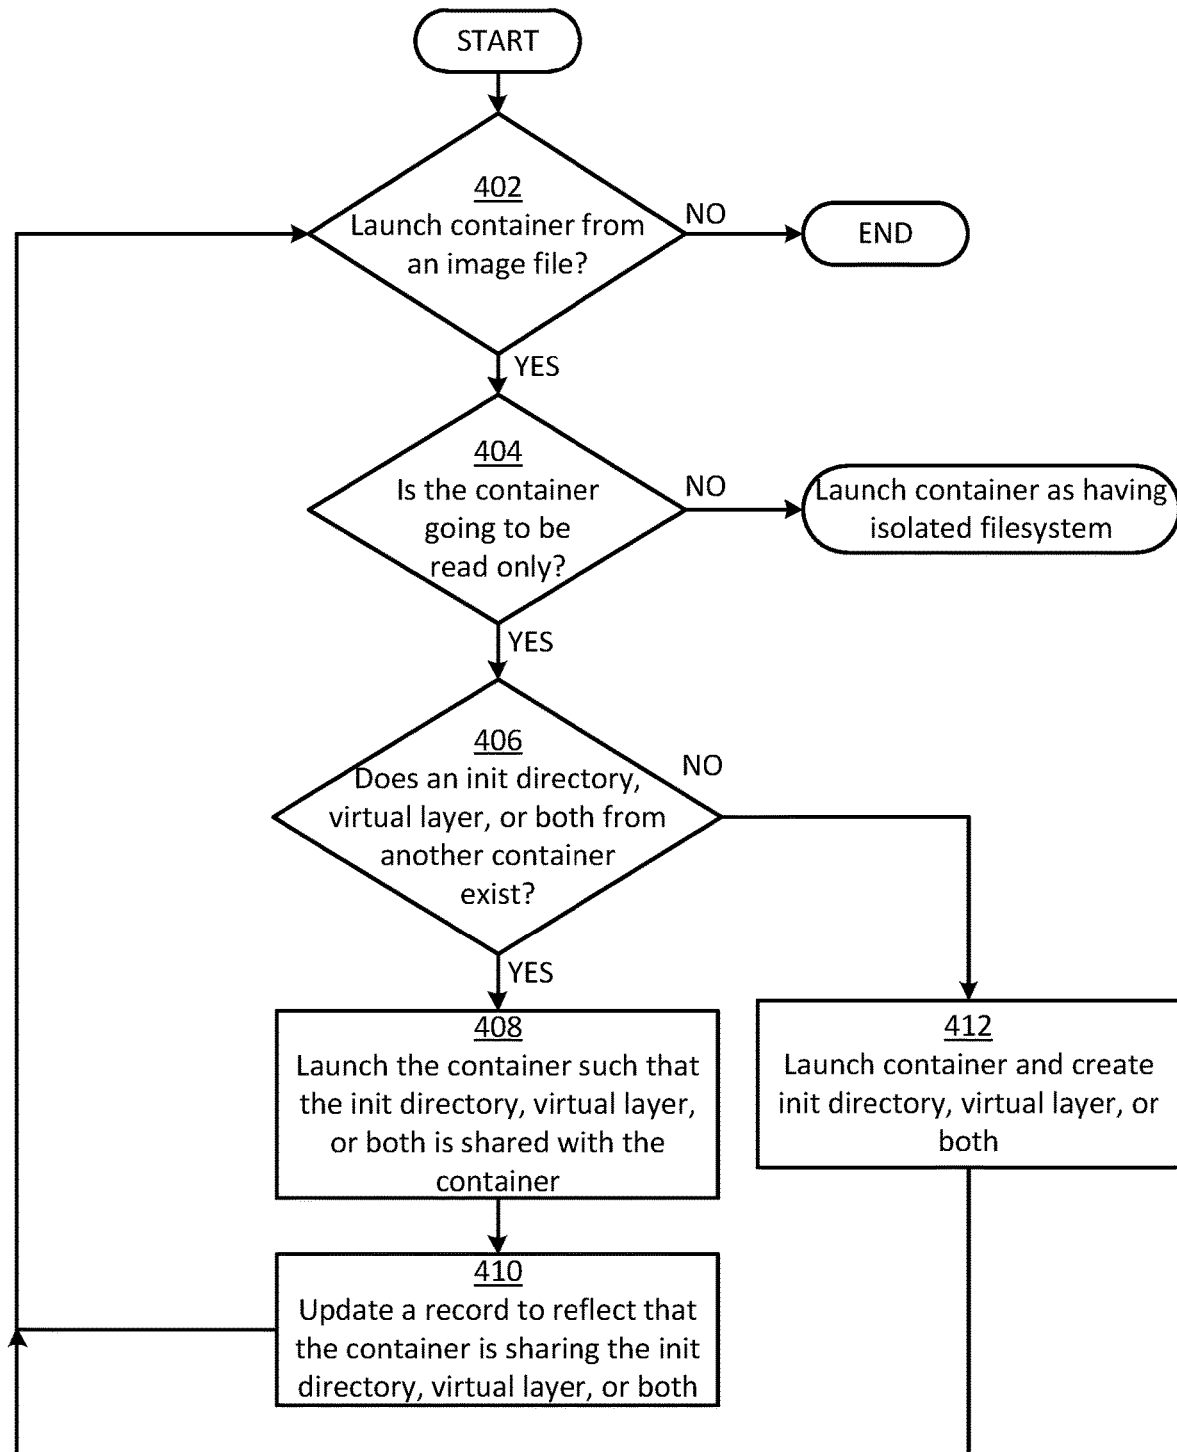 START
402
Launch container from
an image file?
NO
END
YES
404
Is the container
going to be
read only?
NO
Launch container as having
isolated filesystem
YES
406
Does an init directory,
virtual layer, or both from
another container
exist?
NO
YES
408
Launch the container such that
the init directory, virtual layer,
or both is shared with the
container
412
Launch container and create
init directory, virtual layer, or
both
410
Update a record to reflect that
the container is sharing the init
directory, virtual layer, or both